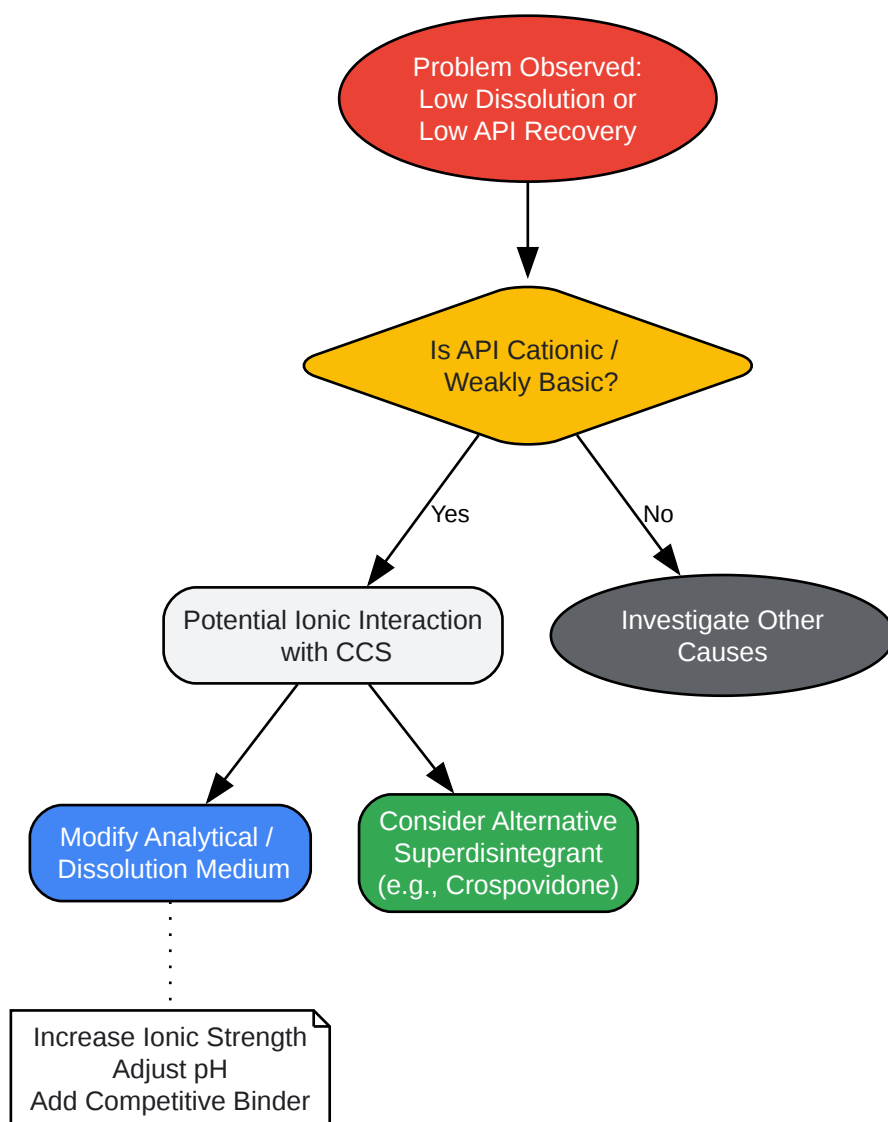 Problem Observed:
Low Dissolution or
Low API Recovery
Is API Cationic /
Weakly Basic?
Yes
No
Potential Ionic Interaction
with CCS
Investigate Other
Causes
Modify Analytical /
Dissolution Medium
Consider Alternative
Superdisintegrant
(e.g., Crospovidone)
Increase Ionic Strength
Adjust pH
Add Competitive Binder